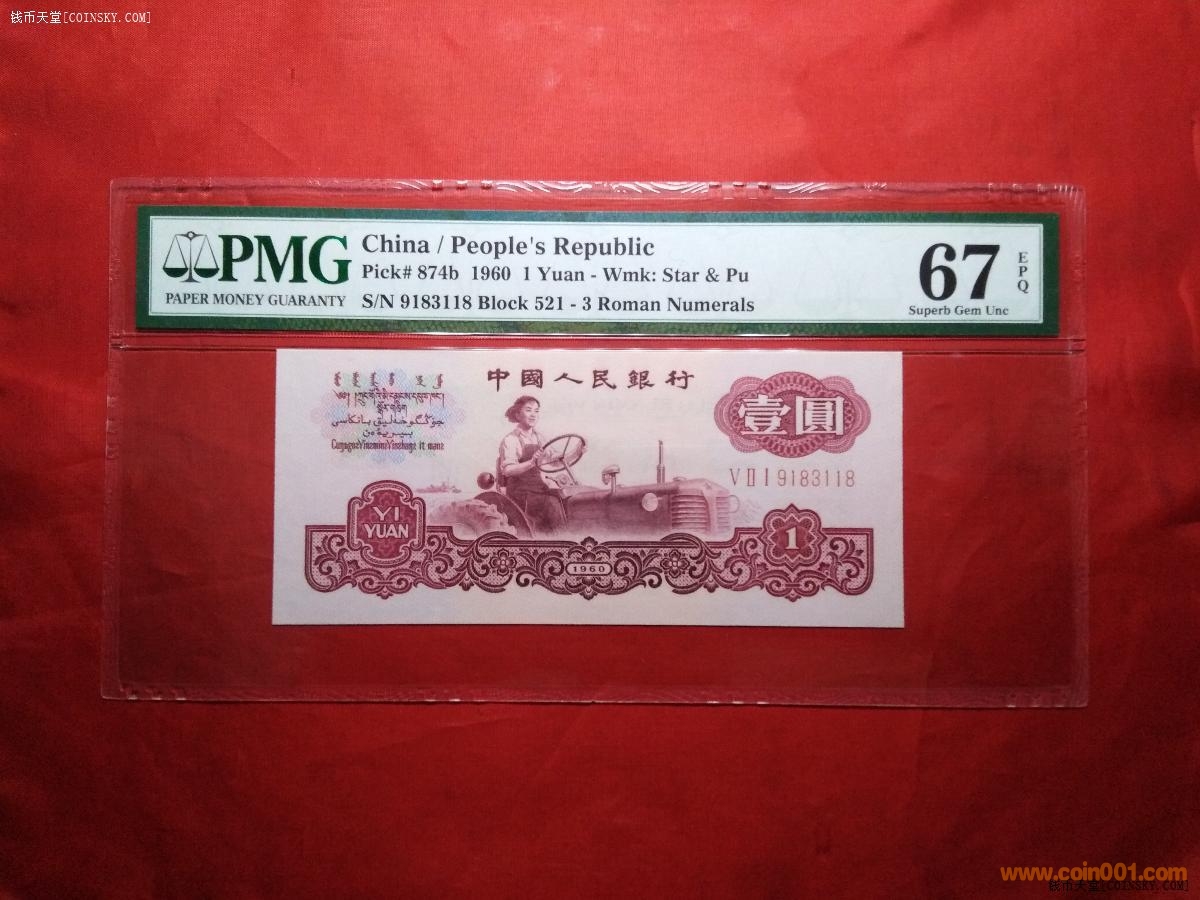 钱币天堂[COINSKY.COM]
PMG
PAPER MONEY GUARANTY
China / People's Republic
Pick# 874b 1960 1 Yuan - Wmk: Star & Pu
S/N 9183118 Block 521 - 3 Roman Numerals
67
EPQ
Superb Gem Unc
中國人民銀行
壹圓
V II I 9183118
YI
YUAN
1960
1
www.coin001.com
钱币天堂[COINSKY.COM]